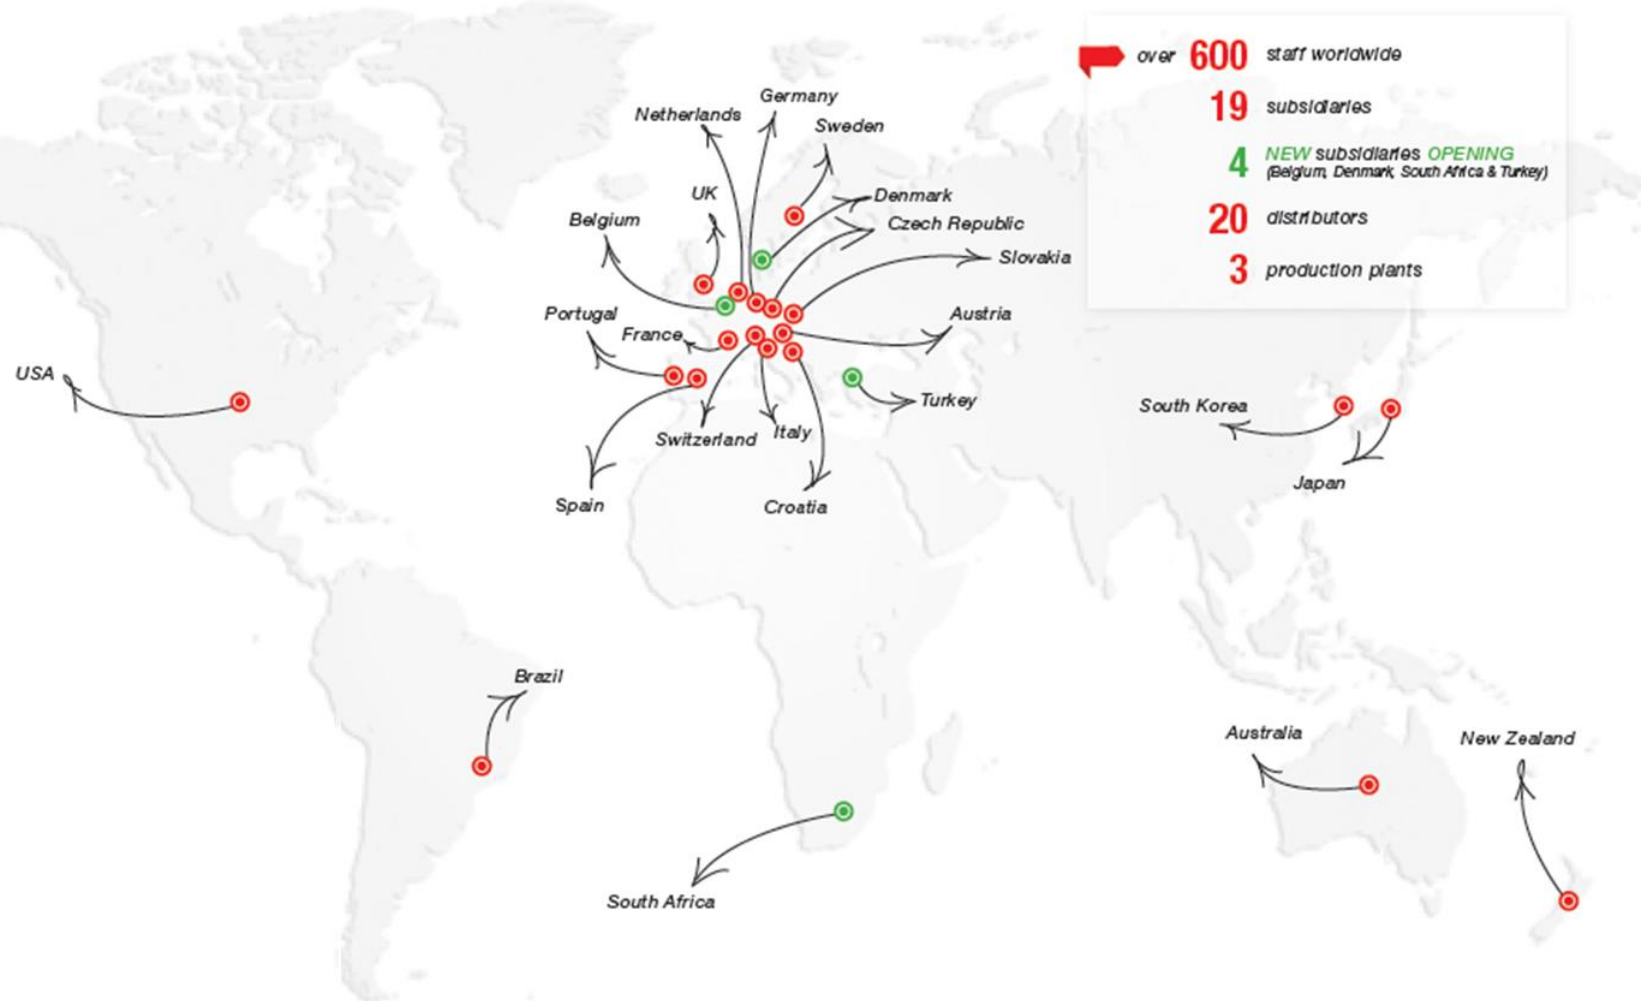 over 600 staff worldwide
19 subsidiaries
4 NEW subsidiaries OPENING
(Belgium, Denmark, South Africa & Turkey)
20 distributors
3 production plants
Germany
Netherlands
Sweden
UK
Denmark
Belgium
Czech Republic
Slovakia
Portugal
France
Austria
USA
Turkey
South Korea
Switzerland
Italy
Japan
Spain
Croatia
Brazil
Australia
New Zealand
South Africa